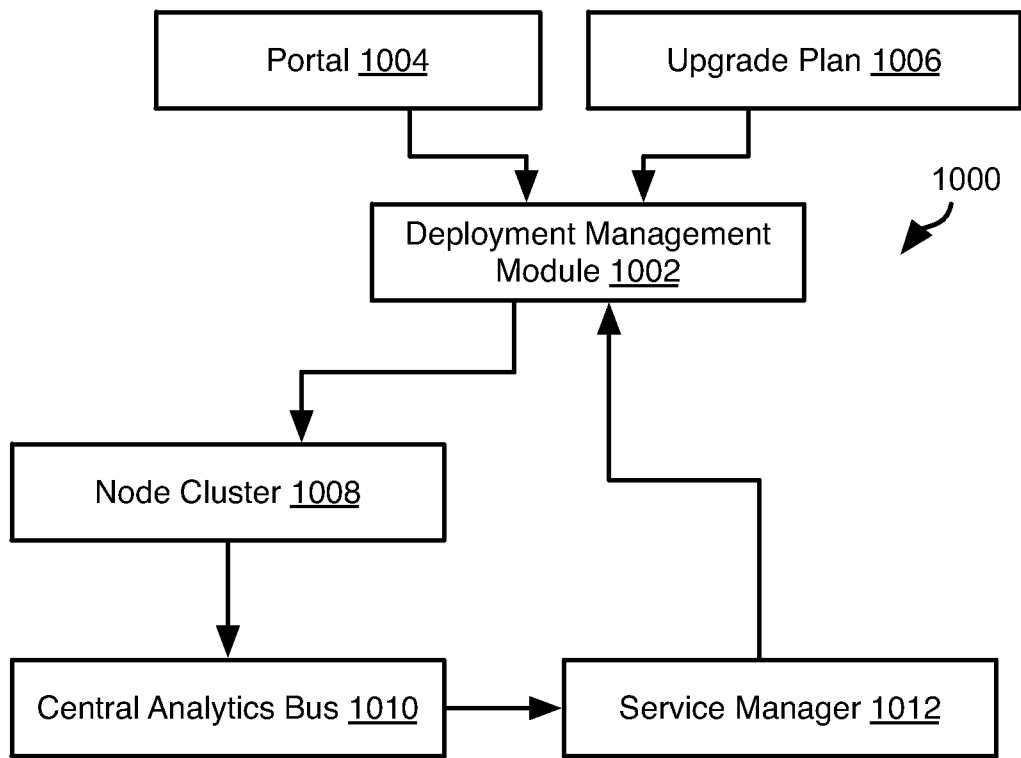 Portal 1004
Upgrade Plan 1006
1000
Deployment Management
Module 1002
Node Cluster 1008
Central Analytics Bus 1010
Service Manager 1012